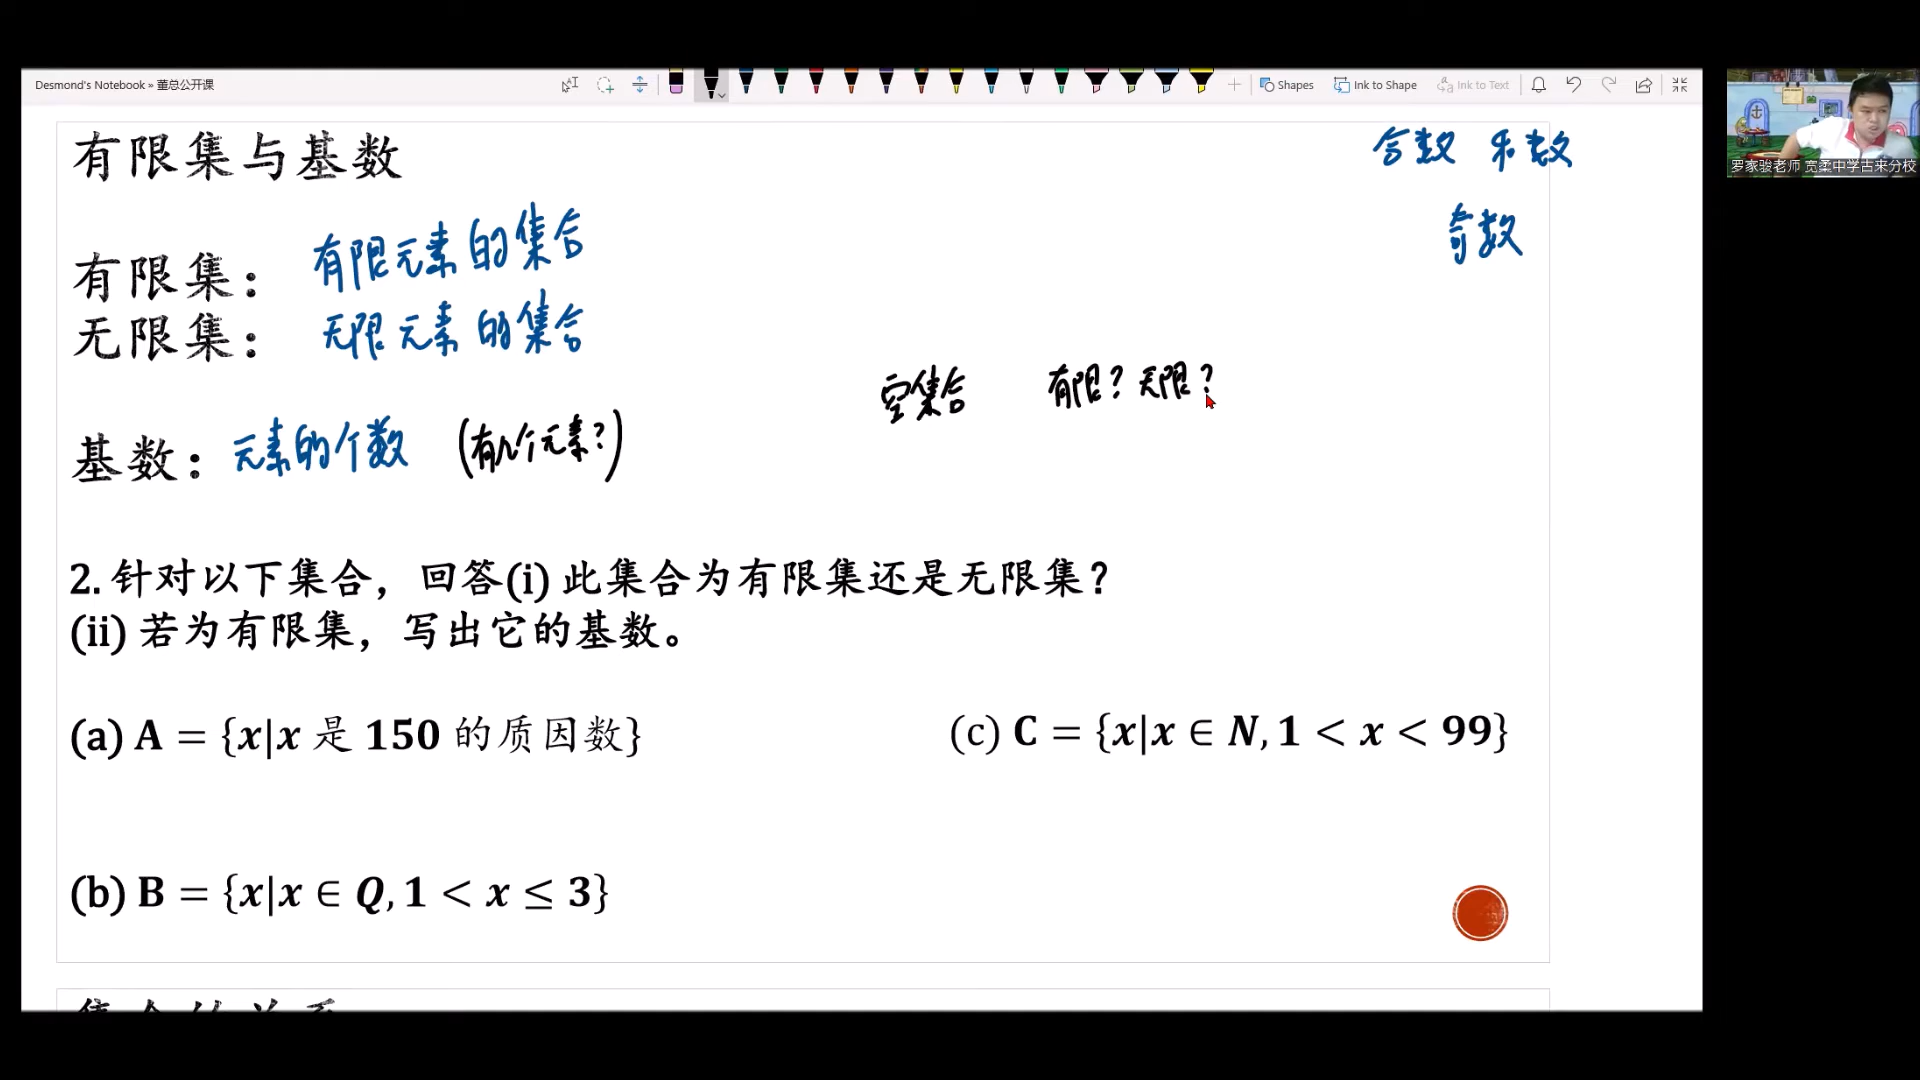 Desmond's Notebook » 董总公开课
Shapes
Ink to Shape
Ink to Text
罗家骏老师 宽柔中学古来分校
有限集与基数
合数 和数
奇数
有限集： 有限元素的集合
无限集： 无限元素的集合
空集合 有限? 无限?
基数：元素的个数 (有几个元素?)
2. 针对以下集合，回答(i) 此集合为有限集还是无限集？
(ii) 若为有限集，写出它的基数。
(a) A = {x|x 是 150 的质因数}
(c) C = {x|x ∈ N, 1 < x < 99}
(b) B = {x|x ∈ Q, 1 < x ≤ 3}